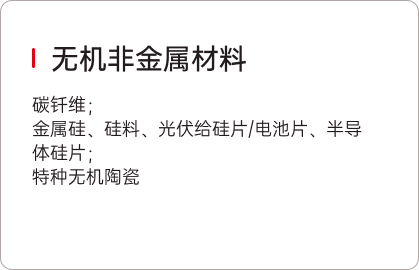 无机非金属材料
碳钎维；
金属硅、硅料、光伏给硅片/电池片、半导
体硅片；
特种无机陶瓷